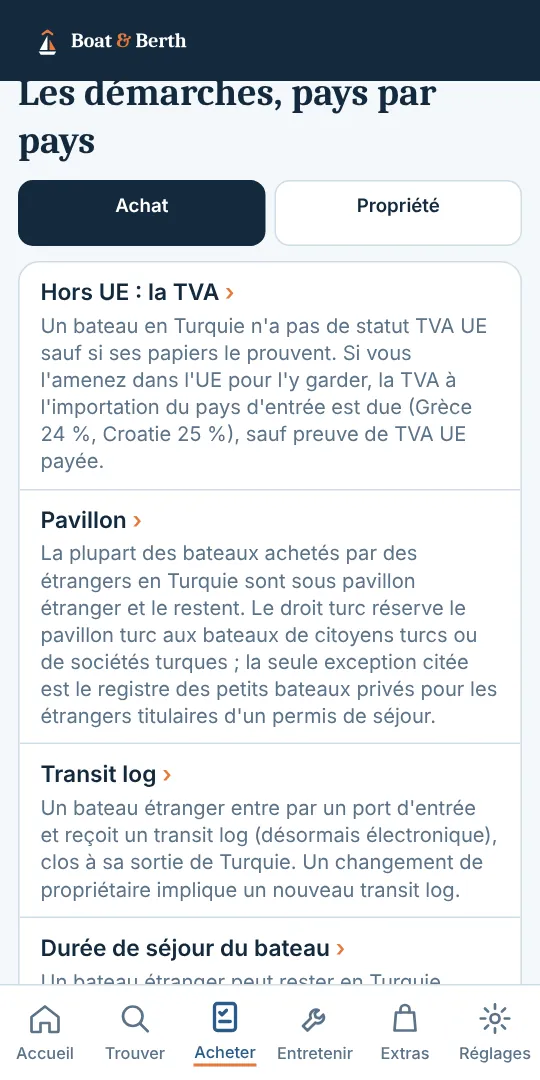 Boat & Berth
Les démarches, pays par
pays
Achat
Propriété
Hors UE : la TVA ›
Un bateau en Turquie n'a pas de statut TVA UE
sauf si ses papiers le prouvent. Si vous
l'amenez dans l'UE pour l'y garder, la TVA à
l'importation du pays d'entrée est due (Grèce
24 %, Croatie 25 %), sauf preuve de TVA UE
payée.
Pavillon ›
La plupart des bateaux achetés par des
étrangers en Turquie sont sous pavillon
étranger et le restent. Le droit turc réserve le
pavillon turc aux bateaux de citoyens turcs ou
de sociétés turques ; la seule exception citée
est le registre des petits bateaux privés pour les
étrangers titulaires d'un permis de séjour.
Transit log ›
Un bateau étranger entre par un port d'entrée
et reçoit un transit log (désormais électronique),
clos à sa sortie de Turquie. Un changement de
propriétaire implique un nouveau transit log.
Durée de séjour du bateau ›
Un bateau étranger peut rester en Turquie
Accueil
Trouver
Acheter
Entretenir
Extras
Réglages